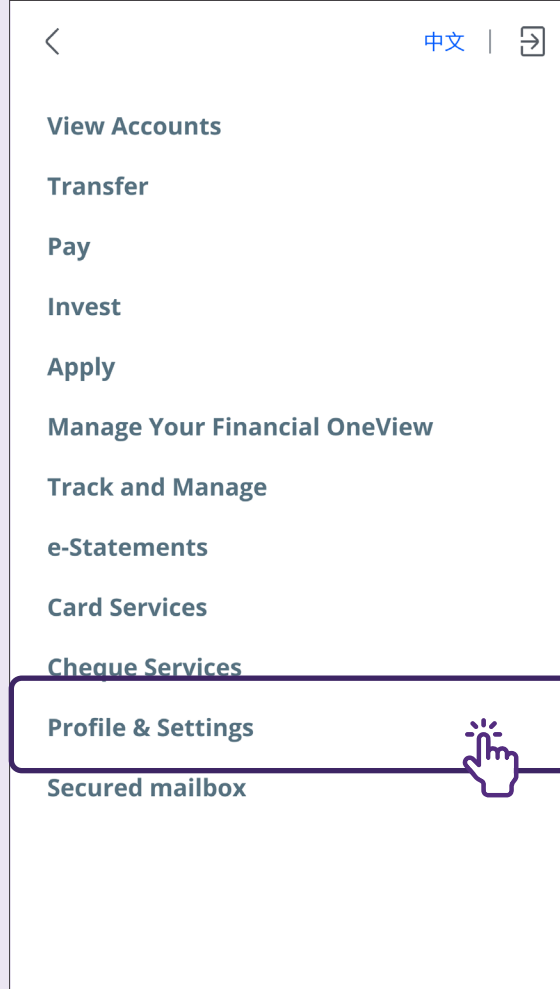 中文
View Accounts
Transfer
Pay
Invest
Apply
Manage Your Financial OneView
Track and Manage
e-Statements
Card Services
Cheque Services
Profile & Settings
Secured mailbox